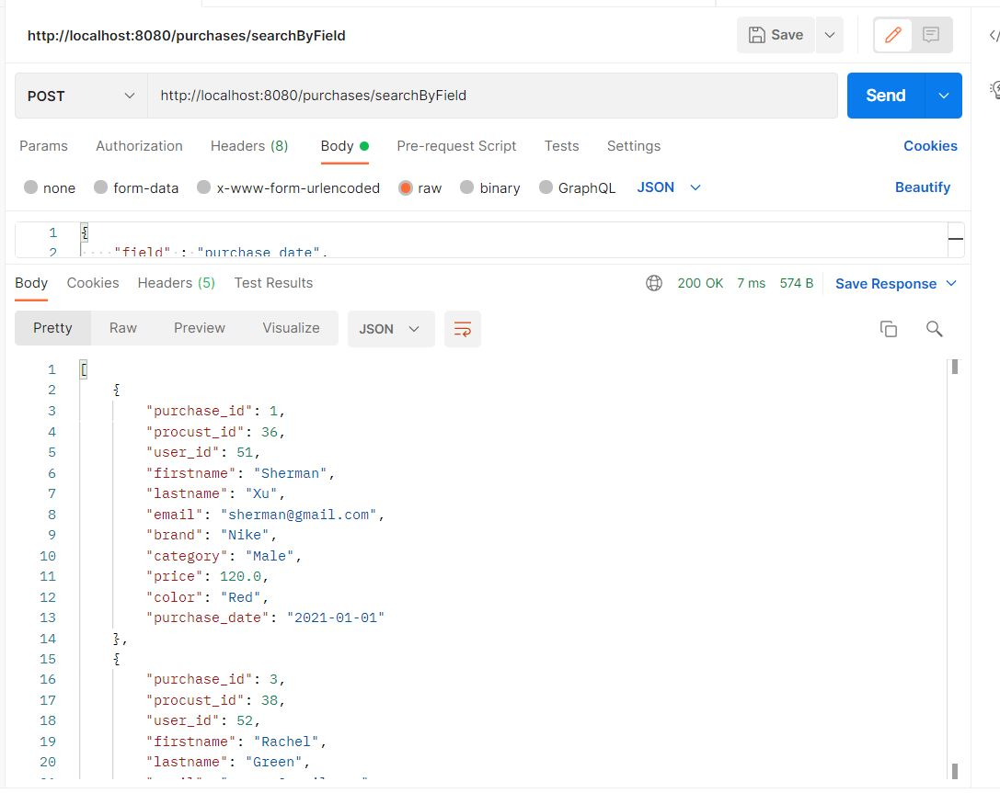 http://localhost:8080/purchases/searchByField Save
POST http://localhost:8080/purchases/searchByField Send
Params Authorization Headers (8) Body Pre-request Script Tests Settings Cookies
none form-data x-www-form-urlencoded raw binary GraphQL JSON Beautify
1 {
2 "field" : "purchase_date",
Body Cookies Headers (5) Test Results 200 OK 7 ms 574 B Save Response
Pretty Raw Preview Visualize JSON
1 [
2 {
3 "purchase_id": 1,
4 "procust_id": 36,
5 "user_id": 51,
6 "firstname": "Sherman",
7 "lastname": "Xu",
8 "email": "sherman@gmail.com",
9 "brand": "Nike",
10 "category": "Male",
11 "price": 120.0,
12 "color": "Red",
13 "purchase_date": "2021-01-01"
14 },
15 {
16 "purchase_id": 3,
17 "procust_id": 38,
18 "user_id": 52,
19 "firstname": "Rachel",
20 "lastname": "Green",